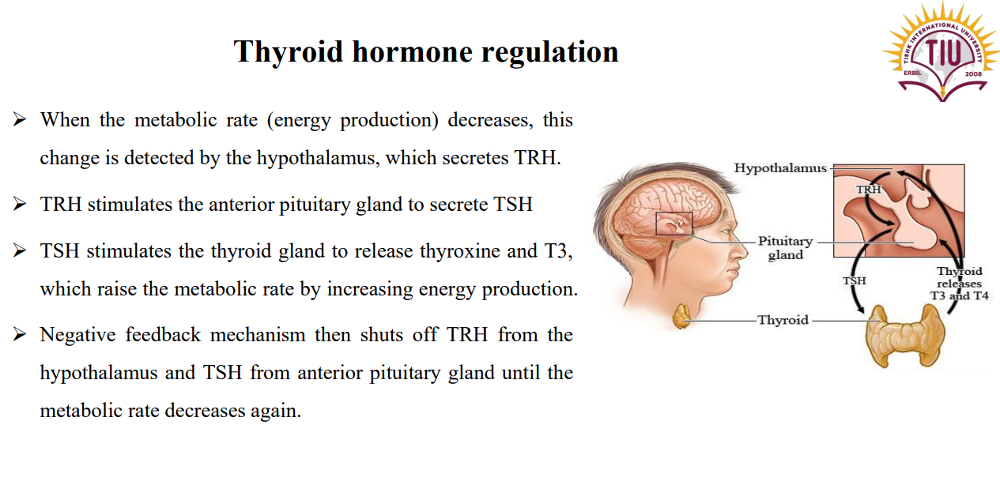 Thyroid hormone regulation
TISHK INTERNATIONAL UNIVERSITY
TIU
ERBIL
2008
➢ When the metabolic rate (energy production) decreases, this
change is detected by the hypothalamus, which secretes TRH.
➢ TRH stimulates the anterior pituitary gland to secrete TSH
➢ TSH stimulates the thyroid gland to release thyroxine and T3,
which raise the metabolic rate by increasing energy production.
➢ Negative feedback mechanism then shuts off TRH from the
hypothalamus and TSH from anterior pituitary gland until the
metabolic rate decreases again.
Hypothalamus
TRH
Pituitary
gland
TSH
Thyroid
releases
T3 and T4
Thyroid